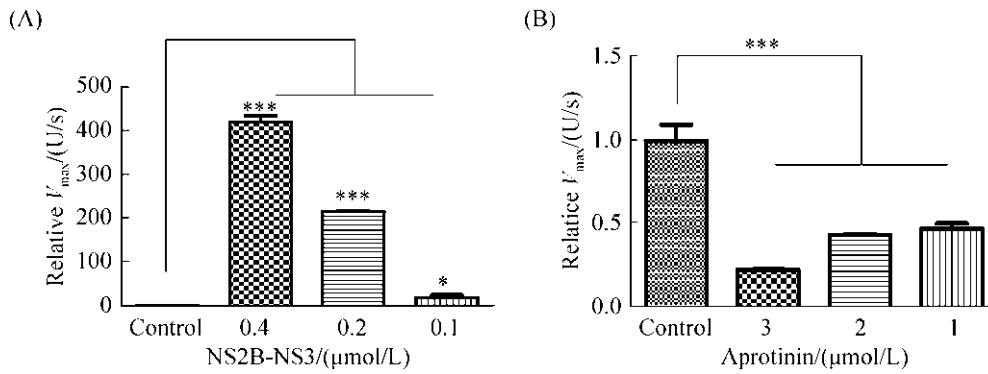 (A)
Relative Vmax/(U/s)
500
400
300
200
100
0
***
***
*
Control 0.4 0.2 0.1
NS2B-NS3/(μmol/L)
(B)
Relatice Vmax/(U/s)
1.5
1.0
0.5
0.0
***
Control 3 2 1
Aprotinin/(μmol/L)